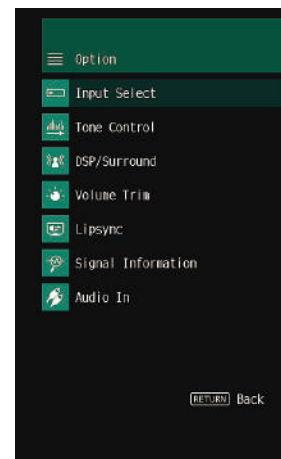 Option
Input Select
Tone Control
DSP/Surround
Volume Trim
Lipsync
Signal Information
Audio In
RETURN Back